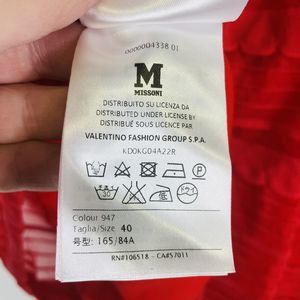 0000004338 01
M
MISSONI
DISTRIBUITO SU LICENZA DA
DISTRIBUTED UNDER LICENSE BY
DISTRIBUÉ SOUS LICENCE PAR
VALENTINO FASHION GROUP S.P.A.
KD0KG04A22R
Colour 947
Taglia/Size 40
号型: 165/84A
RN#106518 - CA#57011